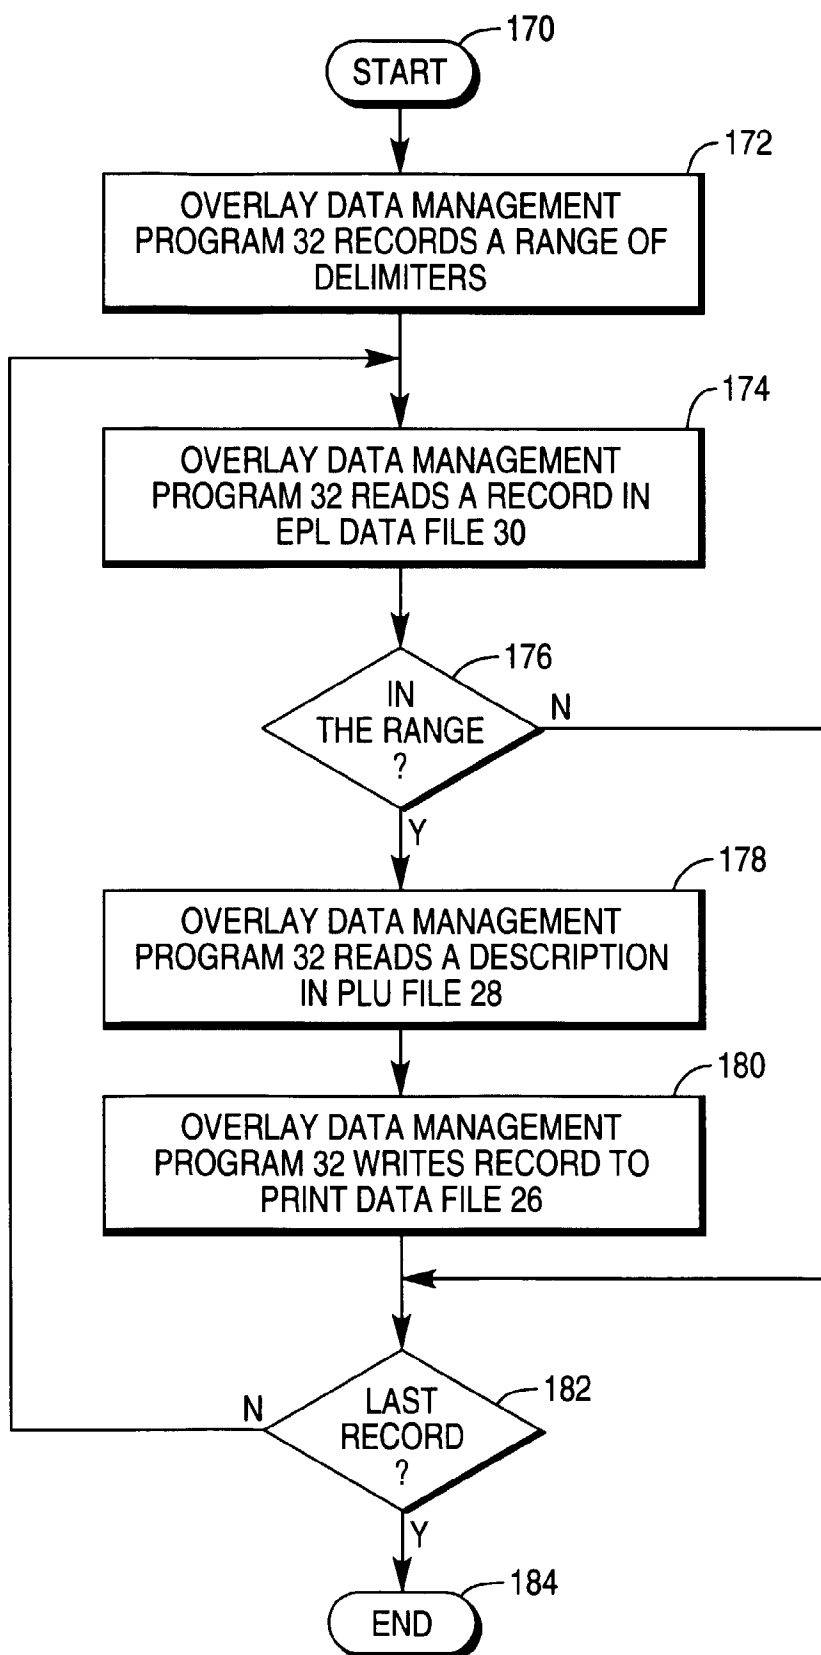 170
START
172
OVERLAY DATA MANAGEMENT
PROGRAM 32 RECORDS A RANGE OF
DELIMITERS
174
OVERLAY DATA MANAGEMENT
PROGRAM 32 READS A RECORD IN
EPL DATA FILE 30
176
IN
THE RANGE
?
N
Y
178
OVERLAY DATA MANAGEMENT
PROGRAM 32 READS A DESCRIPTION
IN PLU FILE 28
180
OVERLAY DATA MANAGEMENT
PROGRAM 32 WRITES RECORD TO
PRINT DATA FILE 26
182
N
LAST
RECORD
?
Y
184
END